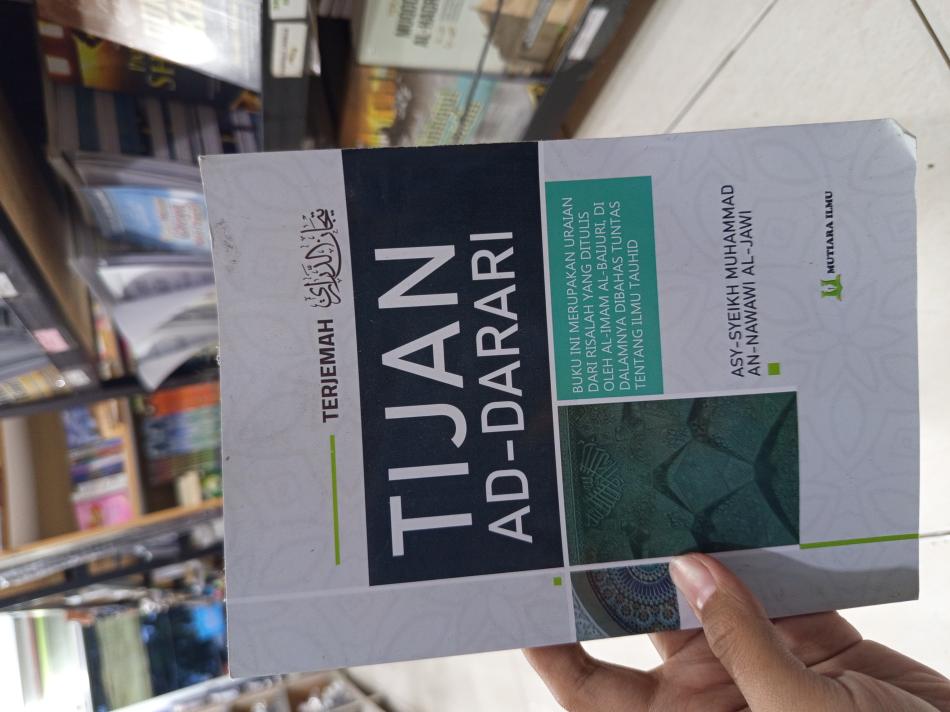 TERJEMAH تيجان الدراري
TIJAN
AD-DARARI
BUKU INI MERUPAKAN URAIAN
DARI RISALAH YANG DITULIS
OLEH AL-IMAM AL-BAIJURI, DI
DALAMNYA DIBAHAS TUNTAS
TENTANG ILMU TAUHID
ASY-SYEIKH MUHAMMAD
AN-NAWAWI AL-JAWI
MUTIARA ILMU